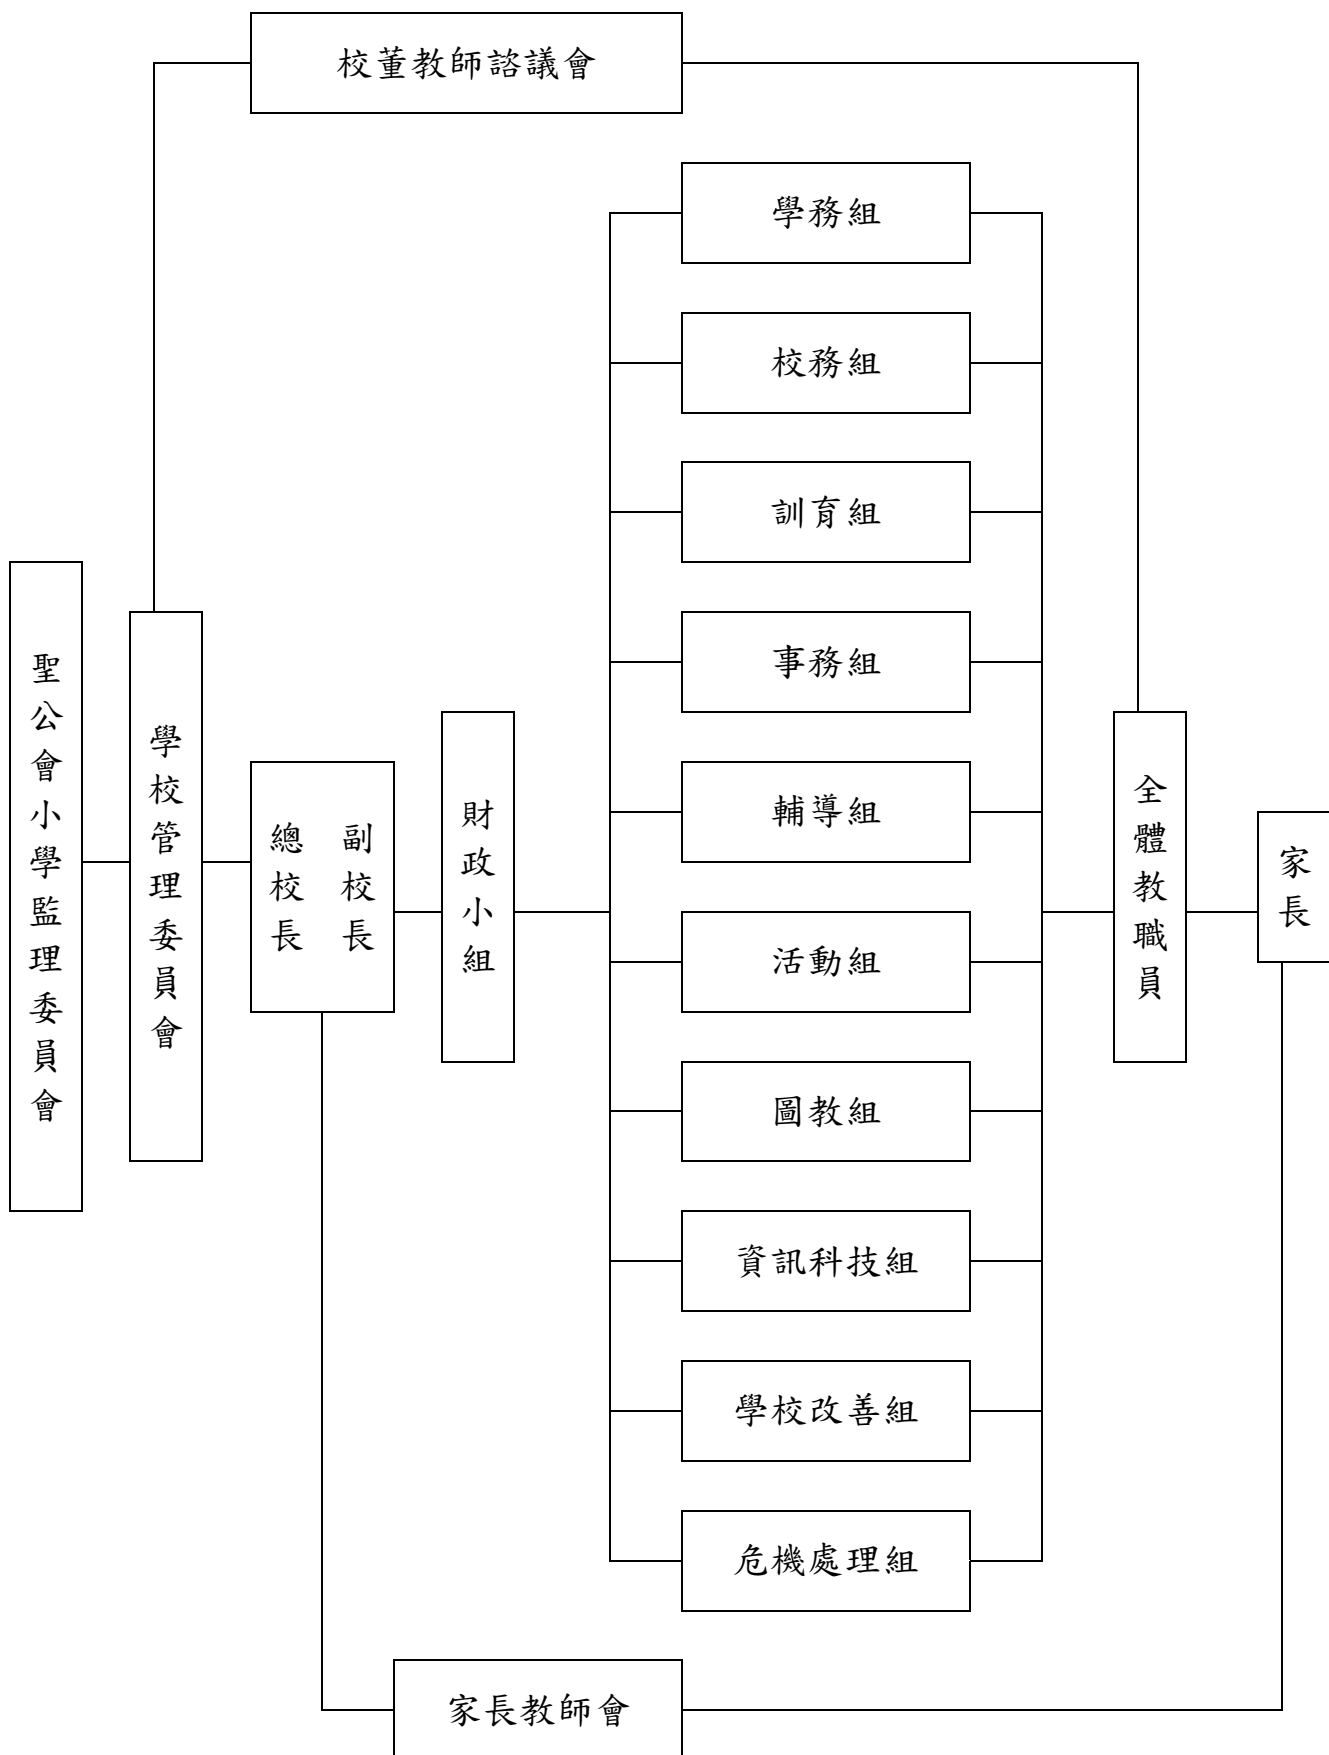 校董教師諮議會
學務組
校務組
訓育組
事務組
輔導組
活動組
圖教組
資訊科技組
學校改善組
危機處理組
聖公會小學監理委員會
學校管理委員會
總校長
副校長
財政小組
全體教職員
家長
家長教師會